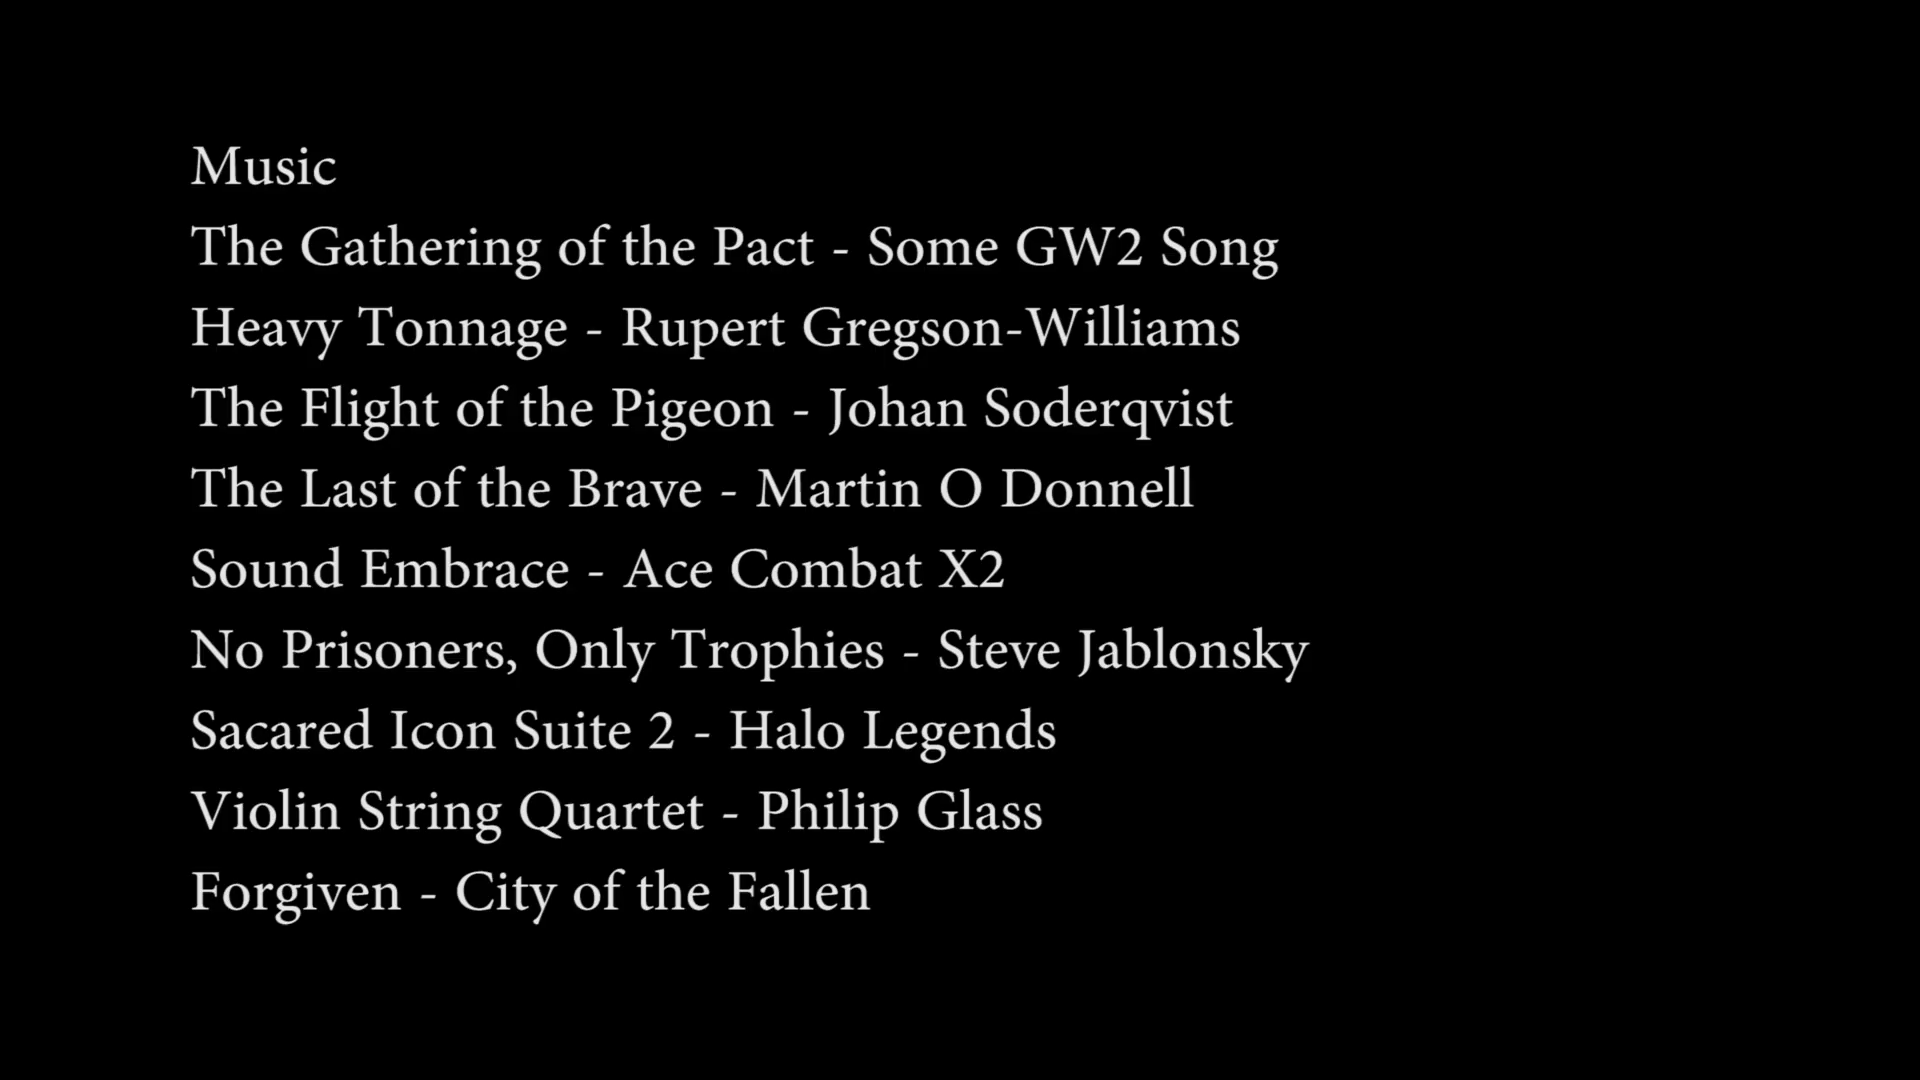 Music
The Gathering of the Pact - Some GW2 Song
Heavy Tonnage - Rupert Gregson-Williams
The Flight of the Pigeon - Johan Soderqvist
The Last of the Brave - Martin O Donnell
Sound Embrace - Ace Combat X2
No Prisoners, Only Trophies - Steve Jablonsky
Sacared Icon Suite 2 - Halo Legends
Violin String Quartet - Philip Glass
Forgiven - City of the Fallen